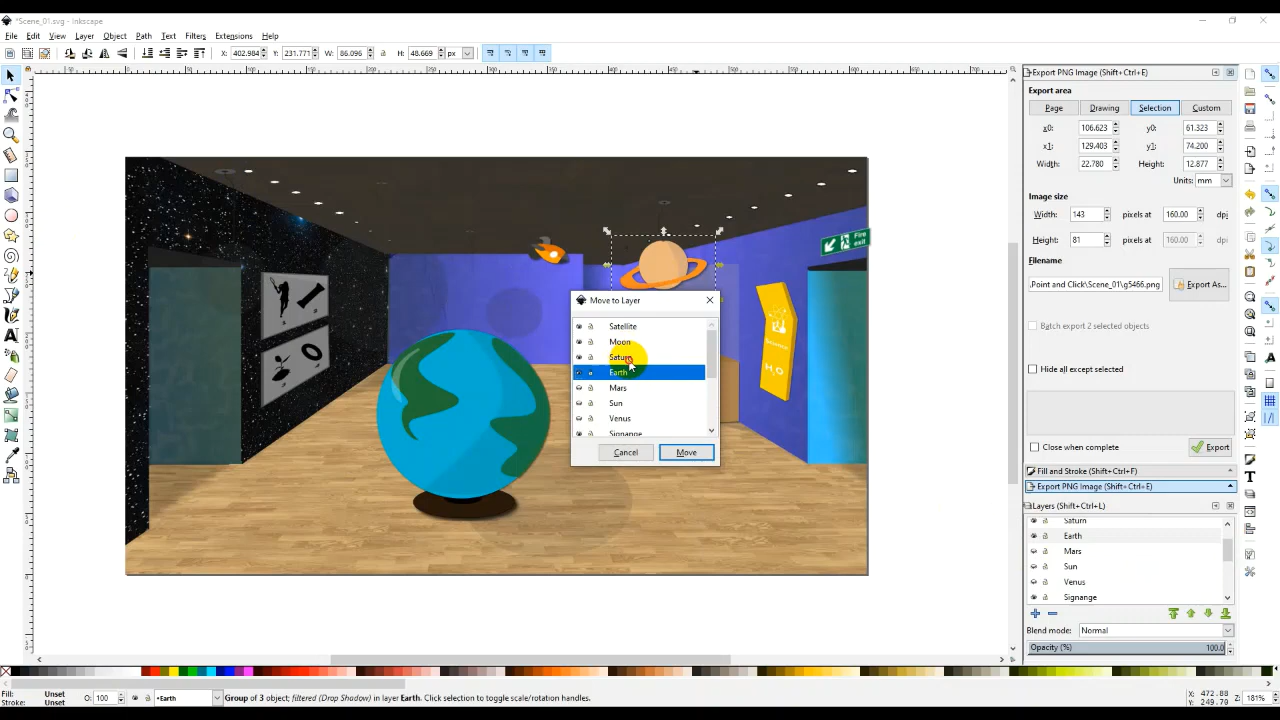 *Scene_01.svg - Inkscape
File Edit View Layer Object Path Text Filters Extensions Help
X: 402.984 Y: 231.771 W: 86.096 H: 48.669 px
Export PNG Image (Shift+Ctrl+E)
Export area
Page Drawing Selection Custom
x0: 106.623 y0: 61.323
x1: 129.403 y1: 74.200
Width: 22.780 Height: 12.877
Units: mm
Image size
Width: 143 pixels at 160.00 dpi
Height: 81 pixels at 160.00 dpi
Filename
.Point and Click\Scene_01\g5466.png Export As...
Batch export 2 selected objects
Hide all except selected
Close when complete Export
Fill and Stroke (Shift+Ctrl+F)
Export PNG Image (Shift+Ctrl+E)
Layers (Shift+Ctrl+L)
Saturn
Earth
Mars
Sun
Venus
Signange
Blend mode: Normal
Opacity (%) 100.0
Fire
exit
Science
H2O
Move to Layer
Satellite
Moon
Saturn
Earth
Mars
Sun
Venus
Signange
Cancel Move
Fill: Unset
Stroke: Unset
O: 100
•Earth
Group of 3 object; filtered (Drop Shadow) in layer Earth. Click selection to toggle scale/rotation handles.
X: 472.88
Y: 249.70
Z: 181%